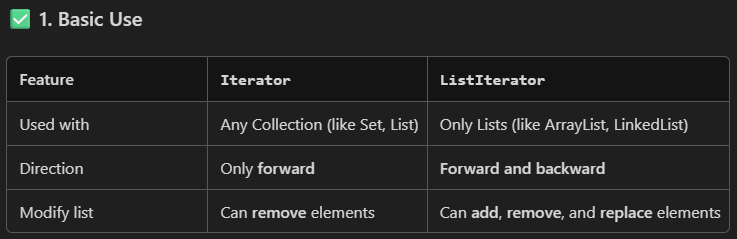 ✅ 1. Basic Use
Feature Iterator ListIterator
Used with Any Collection (like Set, List) Only Lists (like ArrayList, LinkedList)
Direction Only forward Forward and backward
Modify list Can remove elements Can add, remove, and replace elements